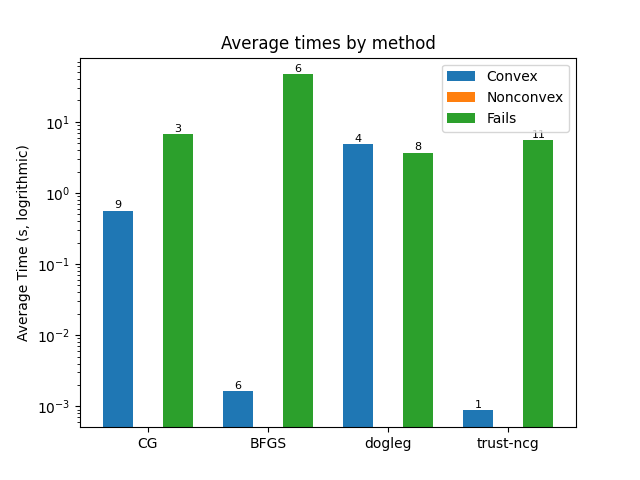 Average times by method
Convex
Nonconvex
Fails
Average Time (s, logrithmic)
10¹
10⁰
10⁻¹
10⁻²
10⁻³
9
3
6
6
4
8
1
11
CG
BFGS
dogleg
trust-ncg